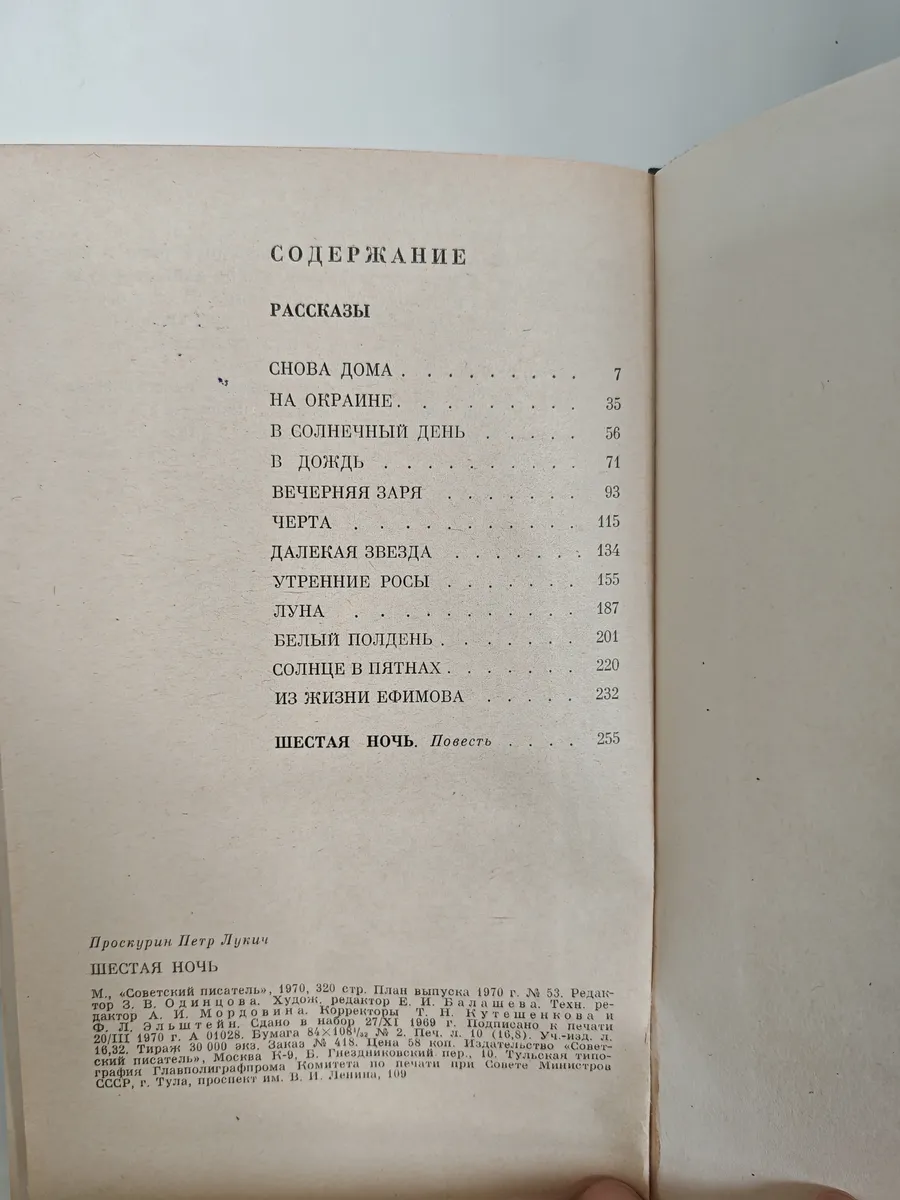 СОДЕРЖАНИЕ
РАССКАЗЫ
СНОВА ДОМА . . . . . . . . . 7
НА ОКРАИНЕ . . . . . . . . 35
В СОЛНЕЧНЫЙ ДЕНЬ . . . . . 56
В ДОЖДЬ . . . . . . . . . 71
ВЕЧЕРНЯЯ ЗАРЯ . . . . . . . 93
ЧЕРТА . . . . . . . . . . 115
ДАЛЕКАЯ ЗВЕЗДА . . . . . . 134
УТРЕННИЕ РОСЫ . . . . . . . 155
ЛУНА . . . . . . . . . . 187
БЕЛЫЙ ПОЛДЕНЬ . . . . . . . 201
СОЛНЦЕ В ПЯТНАХ . . . . . . 220
ИЗ ЖИЗНИ ЕФИМОВА . . . . . 232
ШЕСТАЯ НОЧЬ. Повесть . . . . 255
Проскурин Петр Лукич
ШЕСТАЯ НОЧЬ
М., «Советский писатель», 1970, 320 стр. План выпуска 1970 г. № 53. Редак-
тор З. В. Одинцова. Худож. редактор Е. И. Балашева. Техн. ре-
дактор А. И. Мордовина. Корректоры Т. Н. Кутешенкова и
Ф. Л. Эльштейн. Сдано в набор 27/XI 1969 г. Подписано к печати
20/III 1970 г. А 01028. Бумага 84×108¹/₃₂ № 2. Печ. л. 10 (16,8). Уч.-изд. л.
16,32. Тираж 30 000 экз. Заказ № 418. Цена 58 коп. Издательство «Совет-
ский писатель», Москва К-9, Б. Гнездниковский пер., 10. Тульская типо-
графия Главполиграфпрома Комитета по печати при Совете Министров
СССР, г. Тула, проспект им. В. И. Ленина, 109